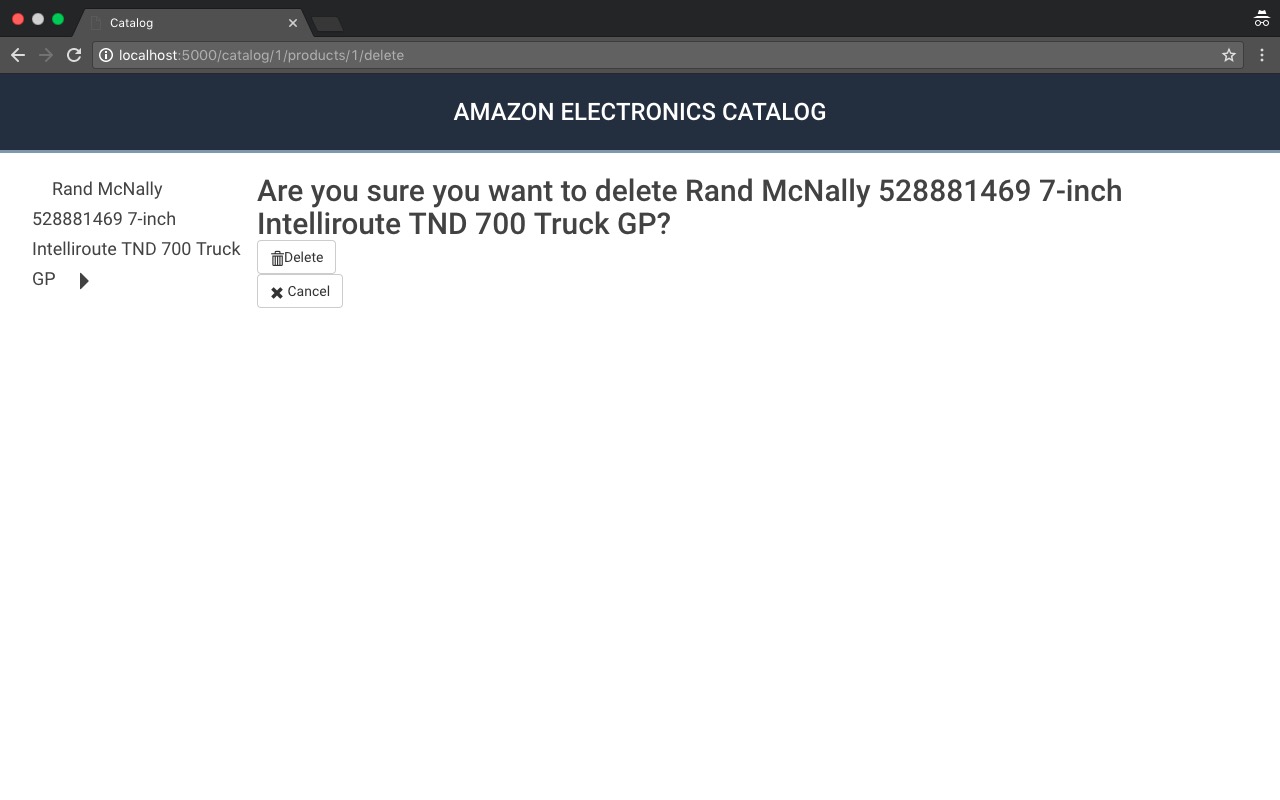 Catalog
localhost:5000/catalog/1/products/1/delete
AMAZON ELECTRONICS CATALOG
Rand McNally
528881469 7-inch
Intelliroute TND 700 Truck
GP
Are you sure you want to delete Rand McNally 528881469 7-inch
Intelliroute TND 700 Truck GP?
Delete
Cancel